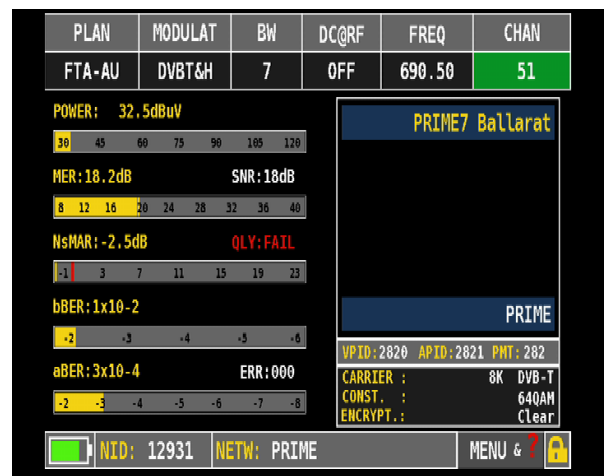 PLAN MODULAT BW DC@RF FREQ CHAN
FTA-AU DVBT&H 7 OFF 690.50 51
POWER: 32.5dBuV
30 45 60 75 90 105 120
MER:18.2dB SNR:18dB
8 12 16 20 24 28 32 36 40
NsMAR:-2.5dB QLY:FAIL
-1 3 7 11 15 19 23
bBER:1x10-2
-2 -3 -4 -5 -6
aBER:3x10-4 ERR:000
-2 -3 -4 -5 -6 -7 -8
PRIME7 Ballarat
PRIME
VPID:2820 APID:2821 PMT:282
CARRIER : 8K DVB-T
CONST. : 64QAM
ENCRYPT.: Clear
NID: 12931 NETW: PRIME MENU & ?